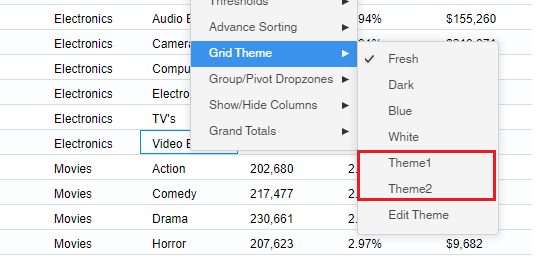 Thresholds
Electronics Audio E 94% $155,260
Advance Sorting
Electronics Camera
Grid Theme
Fresh
Electronics Compu
Group/Pivot Dropzones
Dark
Electronics Electro
Show/Hide Columns
Blue
Electronics TV's
Grand Totals
White
Electronics Video E
Movies Action 202,680 2.
Theme1
Movies Comedy 217,477 2.
Theme2
Movies Drama 230,661 2.
Edit Theme
Movies Horror 207,623 2.97% $9,682